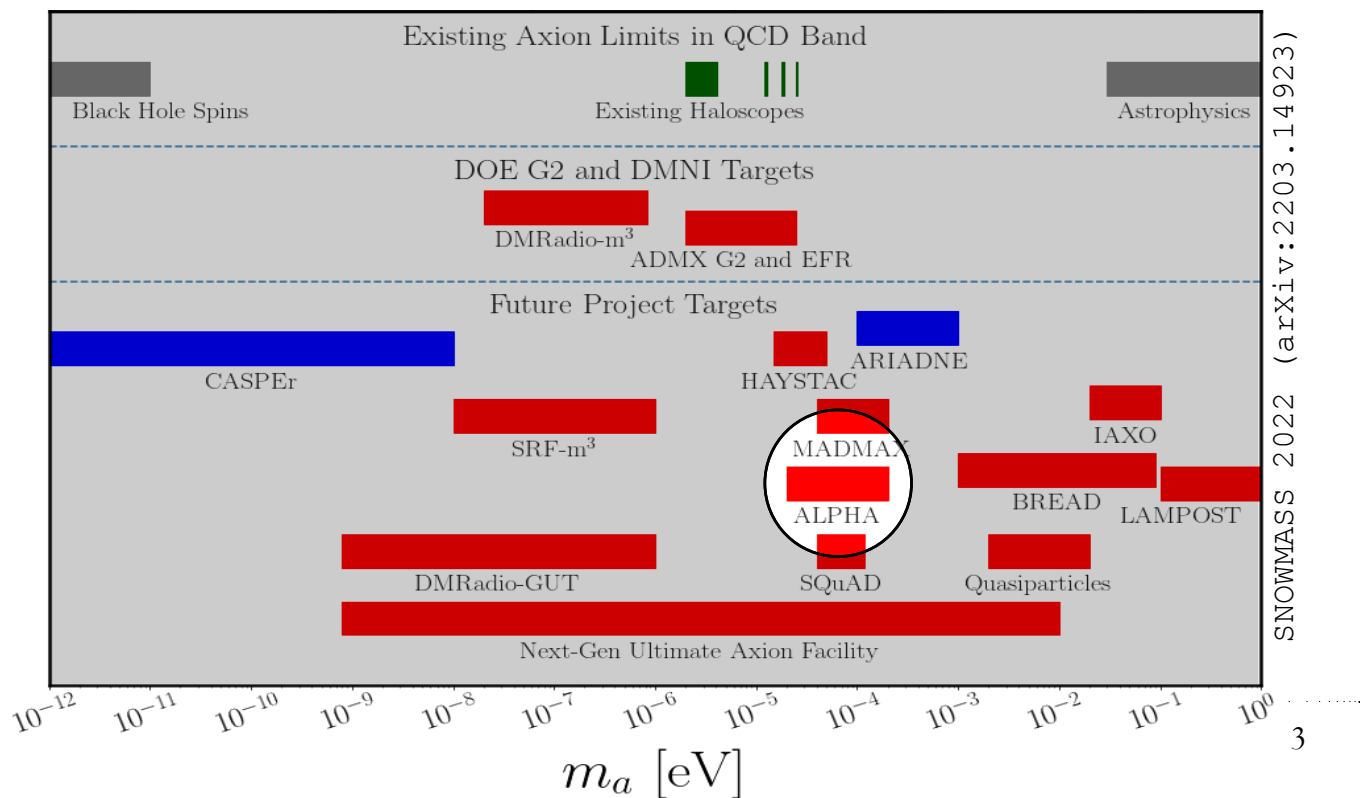 Existing Axion Limits in QCD Band
Black Hole Spins
Existing Haloscopes
Astrophysics
DOE G2 and DMNI Targets
DMRadio-m³
ADMX G2 and EFR
Future Project Targets
ARIADNE
CASPEr
HAYSTAC
IAXO
SRF-m³
MADMAX
BREAD
ALPHA
LAMPOST
DMRadio-GUT
SQuAD
Quasiparticles
Next-Gen Ultimate Axion Facility
10⁻¹² 10⁻¹¹ 10⁻¹⁰ 10⁻⁹ 10⁻⁸ 10⁻⁷ 10⁻⁶ 10⁻⁵ 10⁻⁴ 10⁻³ 10⁻² 10⁻¹ 10⁰
mₐ [eV]
SNOWMASS 2022 (arXiv:2203.14923)
3